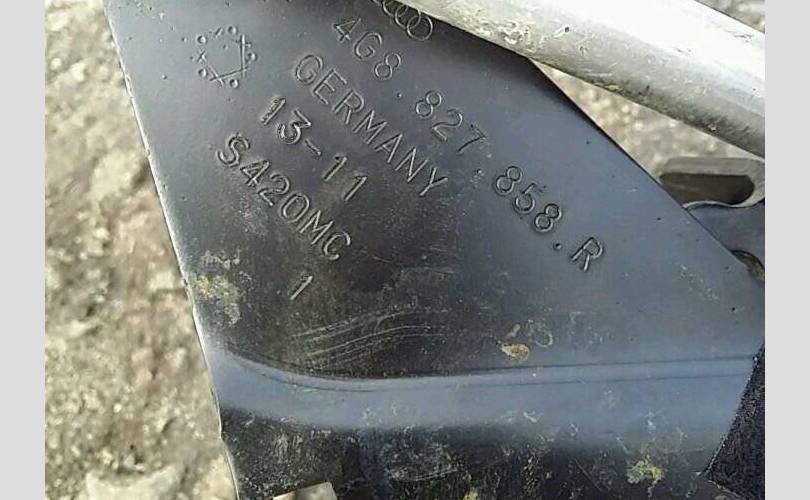 4G8.827.858.R
GERMANY
13-11
S420MC
1